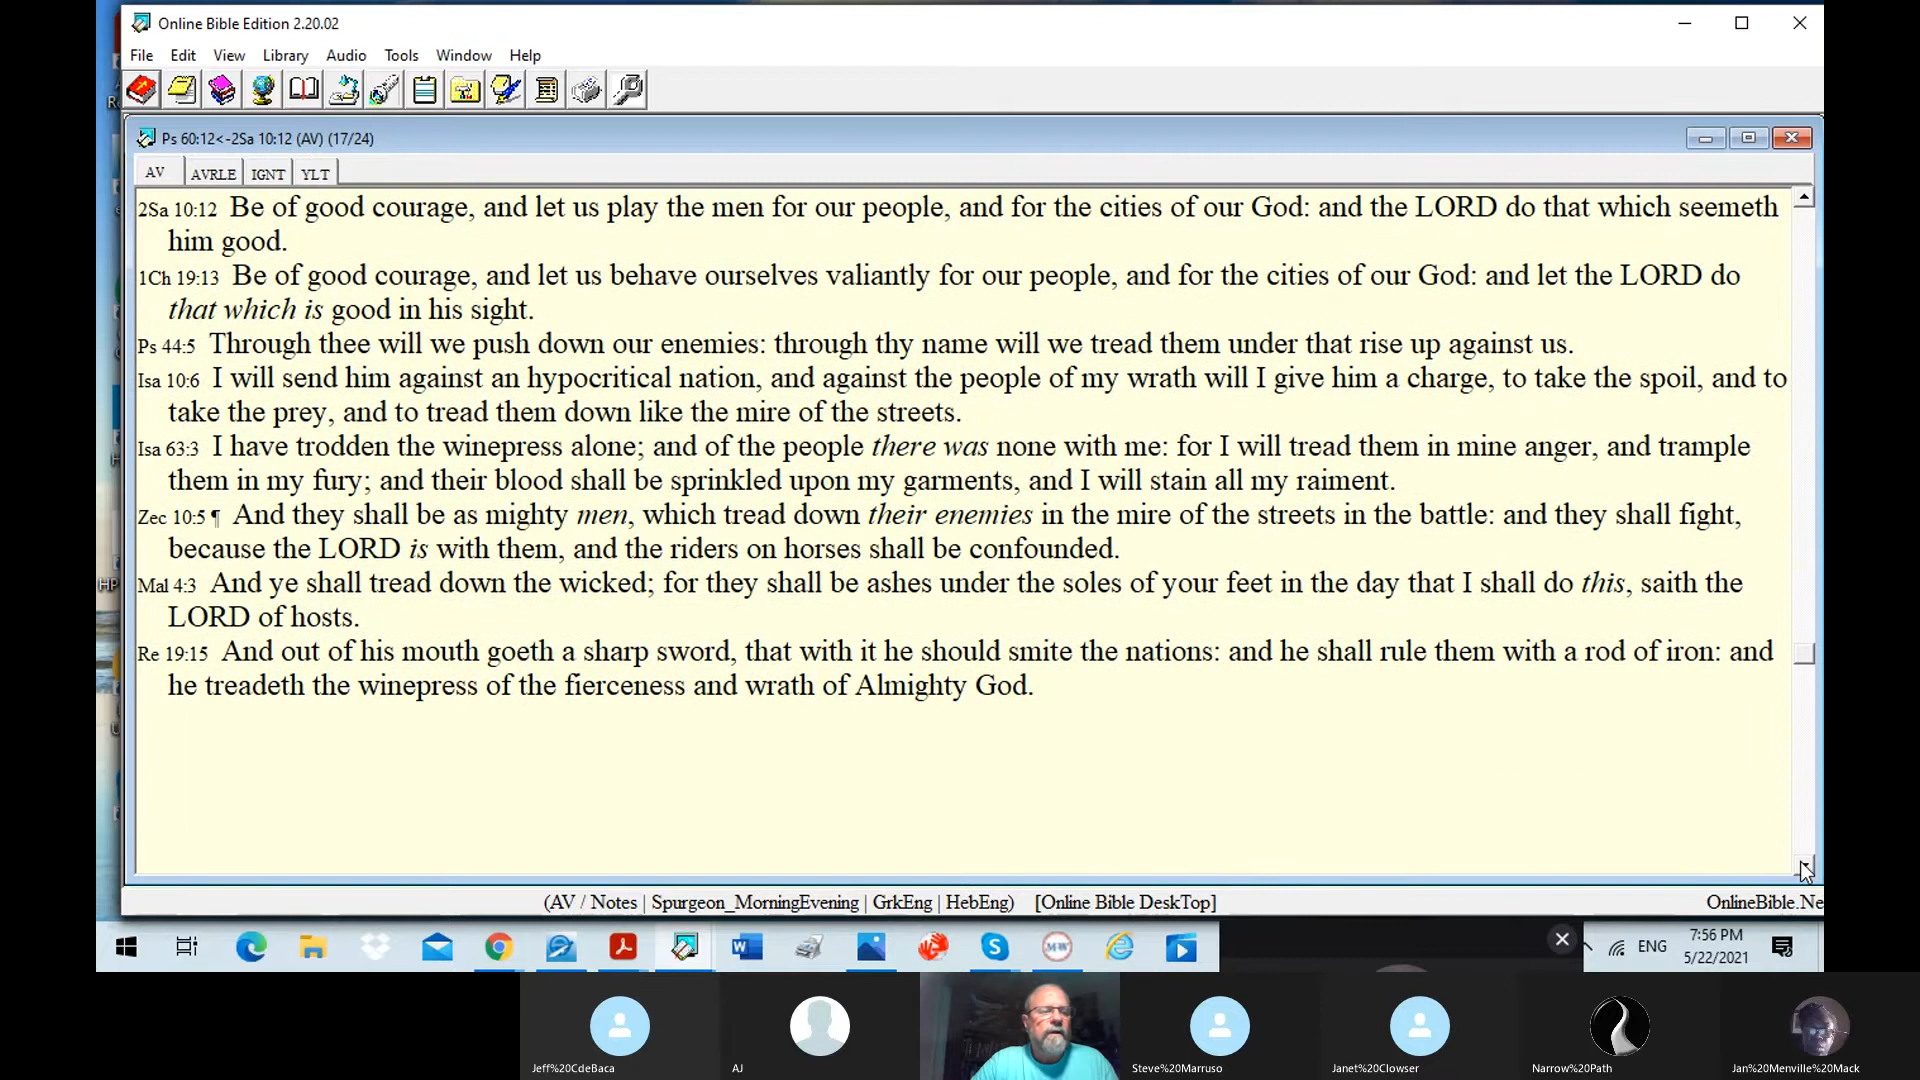 Online Bible Edition 2.20.02
File Edit View Library Audio Tools Window Help
Ps 60:12<-2Sa 10:12 (AV) (17/24)
AV AVRLE IGNT YLT
2Sa 10:12 Be of good courage, and let us play the men for our people, and for the cities of our God: and the LORD do that which seemeth
him good.
1Ch 19:13 Be of good courage, and let us behave ourselves valiantly for our people, and for the cities of our God: and let the LORD do
that which is good in his sight.
Ps 44:5 Through thee will we push down our enemies: through thy name will we tread them under that rise up against us.
Isa 10:6 I will send him against an hypocritical nation, and against the people of my wrath will I give him a charge, to take the spoil, and to
take the prey, and to tread them down like the mire of the streets.
Isa 63:3 I have trodden the winepress alone; and of the people there was none with me: for I will tread them in mine anger, and trample
them in my fury; and their blood shall be sprinkled upon my garments, and I will stain all my raiment.
Zec 10:5 ¶ And they shall be as mighty men, which tread down their enemies in the mire of the streets in the battle: and they shall fight,
because the LORD is with them, and the riders on horses shall be confounded.
Mal 4:3 And ye shall tread down the wicked; for they shall be ashes under the soles of your feet in the day that I shall do this, saith the
LORD of hosts.
Re 19:15 And out of his mouth goeth a sharp sword, that with it he should smite the nations: and he shall rule them with a rod of iron: and
he treadeth the winepress of the fierceness and wrath of Almighty God.
(AV / Notes | Spurgeon_MorningEvening | GrkEng | HebEng) [Online Bible DeskTop]
OnlineBible.Ne
HP
W
S
MW
ENG
7:56 PM
5/22/2021
Jeff%20CdeBaca
AJ
Steve%20Marruso
Janet%20Clowser
Narrow%20Path
Jan%20Menville%20Mack